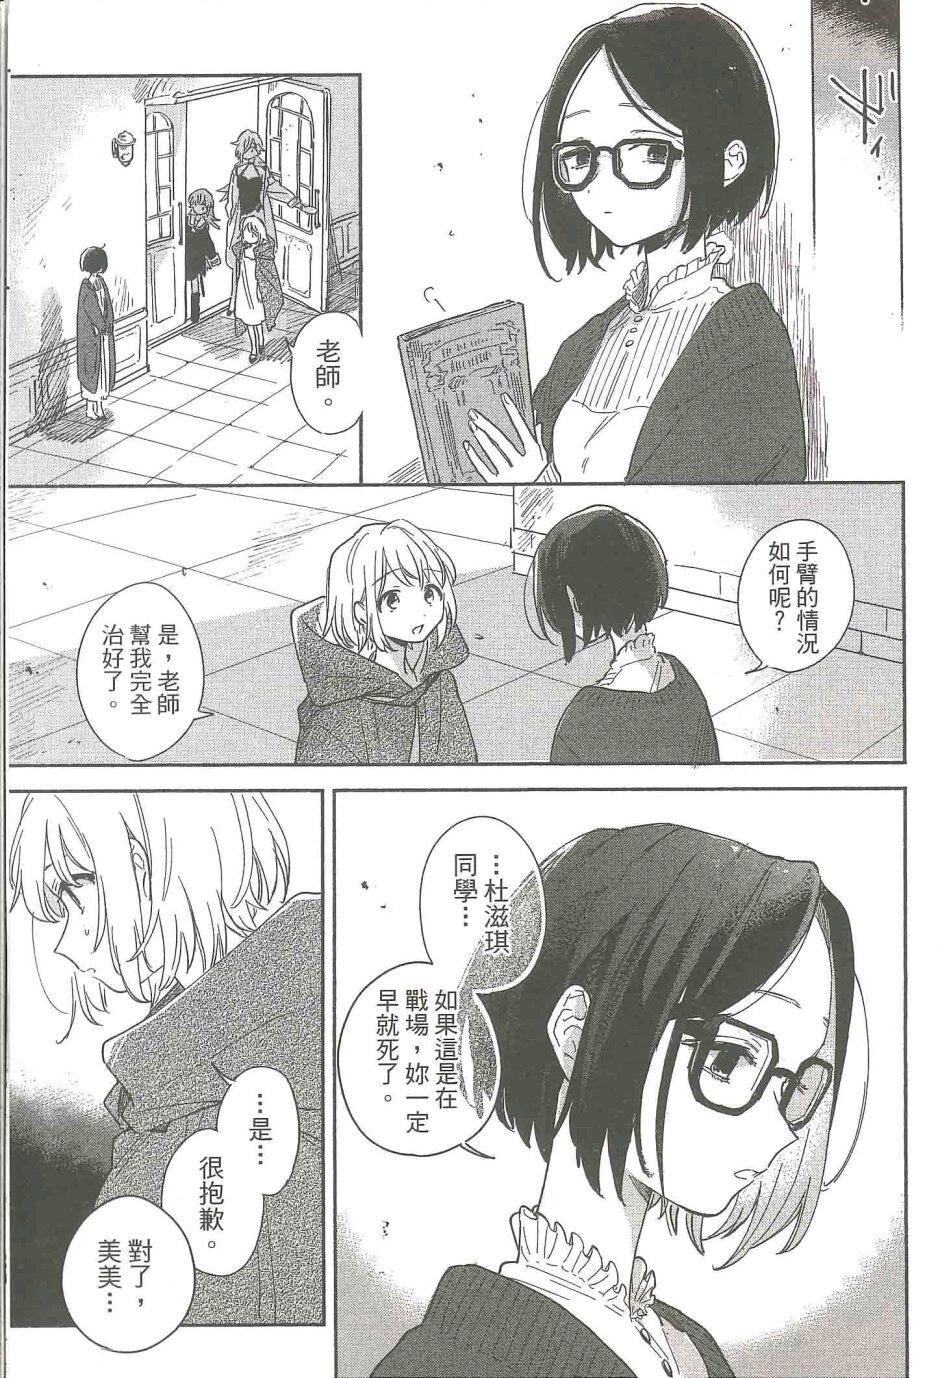 老師。
手臂的情況
如何呢？
是，老師
幫我完全
治好了。
…杜滋琪
同學…
如果這是在
戰場，妳一定
早就死了。
…是…
很抱歉。
對了，
美美…